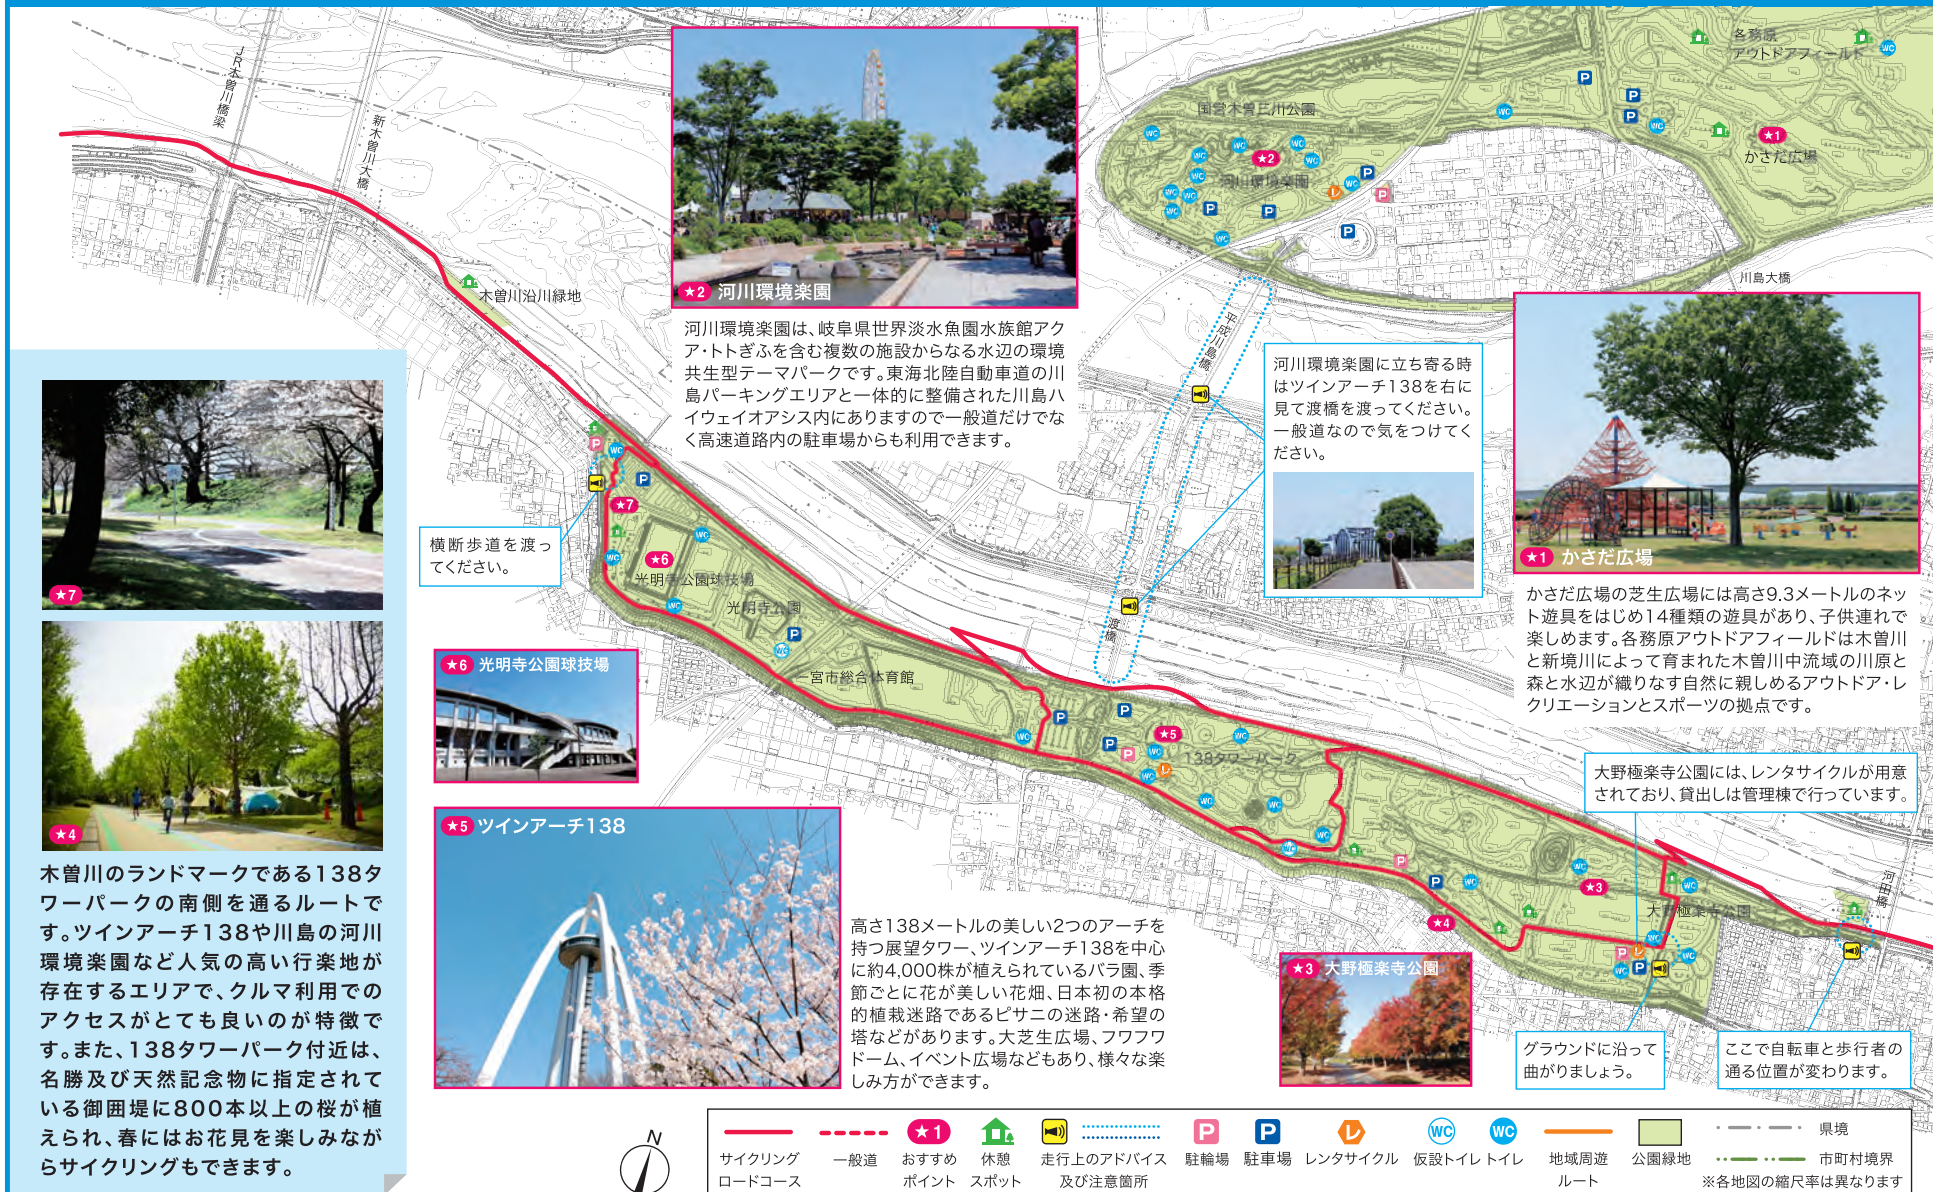 JR木曽川橋梁
新木曽川大橋
木曽川沿川緑地
★2 河川環境楽園
河川環境楽園は、岐阜県世界淡水魚園水族館アク
ア・トトぎふを含む複数の施設からなる水辺の環境
共生型テーマパークです。東海北陸自動車道の川
島パーキングエリアと一体的に整備された川島ハ
イウェイオアシス内にありますので一般道だけでな
く高速道路内の駐車場からも利用できます。
各務原
アウトドアフィールド
国営木曽三川公園
★2
河川環境楽園
★1
かさだ広場
川島大橋
平成川島橋
渡橋
河川環境楽園に立ち寄る時
はツインアーチ138を右に
見て渡橋を渡ってください。
一般道なので気をつけてく
ださい。
★1 かさだ広場
かさだ広場の芝生広場には高さ9.3メートルのネッ
ト遊具をはじめ14種類の遊具があり、子供連れで
楽しめます。各務原アウトドアフィールドは木曽川
と新境川によって育まれた木曽川中流域の川原と
森と水辺が織りなす自然に親しめるアウトドア・レ
クリエーションとスポーツの拠点です。
★7
★4
木曽川のランドマークである138タ
ワーパークの南側を通るルートで
す。ツインアーチ138や川島の河川
環境楽園など人気の高い行楽地が
存在するエリアで、クルマ利用での
アクセスがとても良いのが特徴で
す。また、138タワーパーク付近は、
名勝及び天然記念物に指定されて
いる御囲堤に800本以上の桜が植
えられ、春にはお花見を楽しみなが
らサイクリングもできます。
横断歩道を渡っ
てください。
★7
★6
光明寺公園球技場
光明寺公園
一宮市総合体育館
★6 光明寺公園球技場
★5
138タワーパーク
★5 ツインアーチ138
高さ138メートルの美しい2つのアーチを
持つ展望タワー、ツインアーチ138を中心
に約4,000株が植えられているバラ園、季
節ごとに花が美しい花畑、日本初の本格
的植栽迷路であるピサニの迷路・希望の
塔などがあります。大芝生広場、フワフワ
ドーム、イベント広場などもあり、様々な楽
しみ方ができます。
大野極楽寺公園には、レンタサイクルが用意
されており、貸出しは管理棟で行っています。
★3
大野極楽寺公園
★4
河田橋
★3 大野極楽寺公園
グラウンドに沿って
曲がりましょう。
ここで自転車と歩行者の
通る位置が変わります。
N
サイクリング
ロードコース
一般道
★1
おすすめ
ポイント
休憩
スポット
走行上のアドバイス
及び注意箇所
P
駐輪場
P
駐車場
レ
レンタサイクル
WC
仮設トイレ
WC
トイレ
地域周遊
ルート
公園緑地
県境
市町村境界
※各地図の縮尺率は異なります